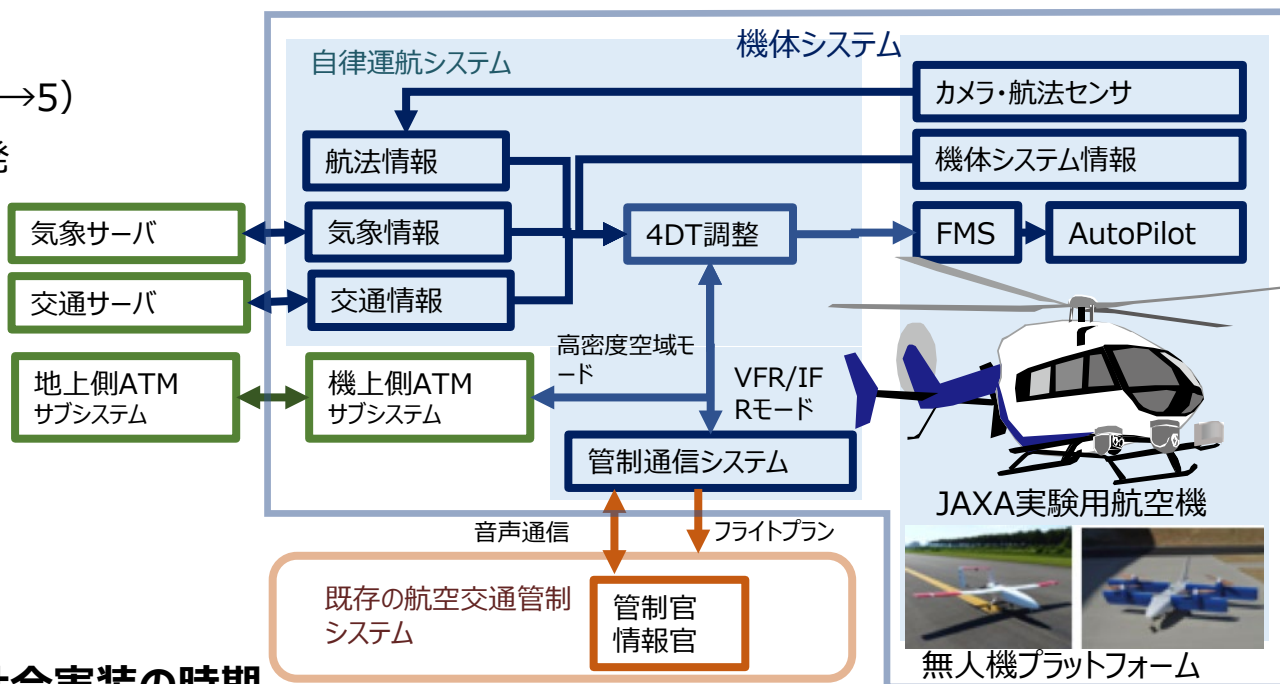 機体システム
自律運航システム
→5)
カメラ・航法センサ
発
航法情報
機体システム情報
気象サーバ
気象情報
4DT調整
FMS
AutoPilot
交通サーバ
交通情報
高密度空域モ
ード
地上側ATM
サブシステム
機上側ATM
サブシステム
VFR/IF
Rモード
管制通信システム
JAXA実験用航空機
音声通信
フライトプラン
既存の航空交通管制
システム
管制官
情報官
無人機プラットフォーム
社会実装の時期